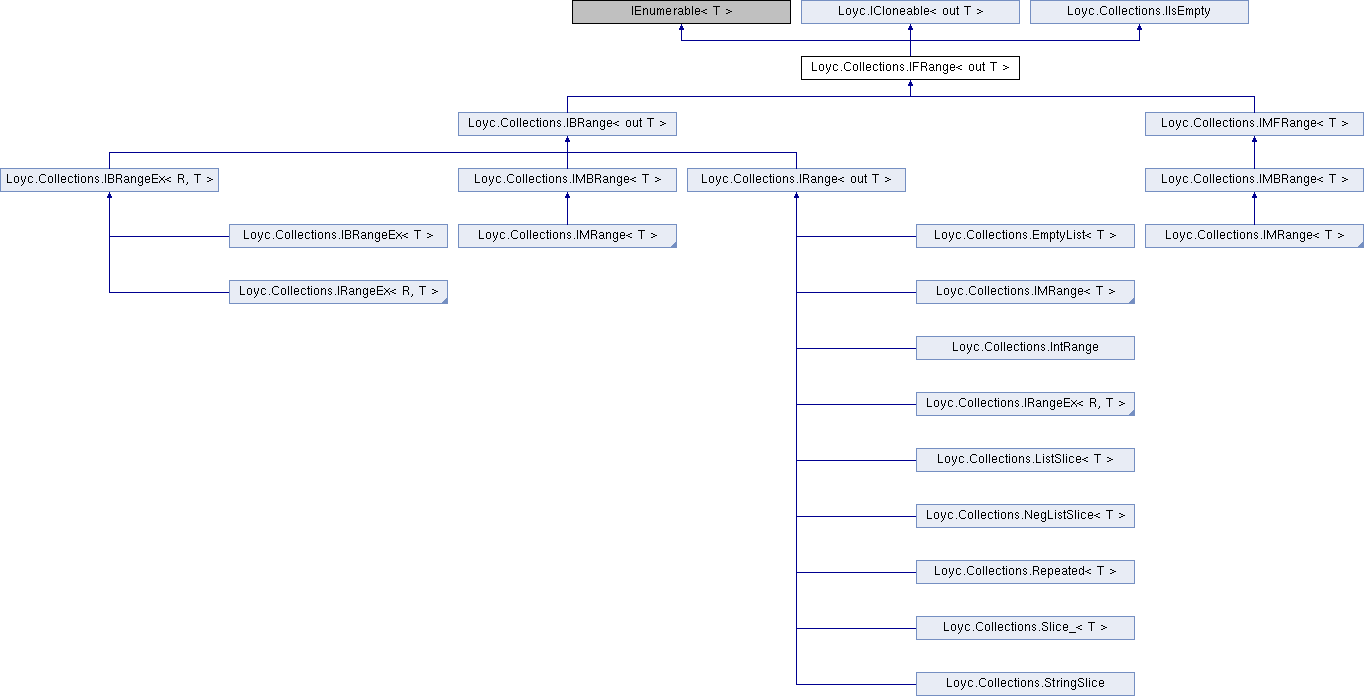 IEnumerable< T >
Loyc.ICloneable< out T >
Loyc.Collections.IIsEmpty
Loyc.Collections.IFRange< out T >
Loyc.Collections.IBRange< out T >
Loyc.Collections.IMFRange< T >
Loyc.Collections.IBRangeEx< R, T >
Loyc.Collections.IMBRange< T >
Loyc.Collections.IRange< out T >
Loyc.Collections.IMBRange< T >
Loyc.Collections.IBRangeEx< T >
Loyc.Collections.IMRange< T >
Loyc.Collections.EmptyList< T >
Loyc.Collections.IMRange< T >
Loyc.Collections.IRangeEx< R, T >
Loyc.Collections.IMRange< T >
Loyc.Collections.IntRange
Loyc.Collections.IRangeEx< R, T >
Loyc.Collections.ListSlice< T >
Loyc.Collections.NegListSlice< T >
Loyc.Collections.Repeated< T >
Loyc.Collections.Slice_< T >
Loyc.Collections.StringSlice